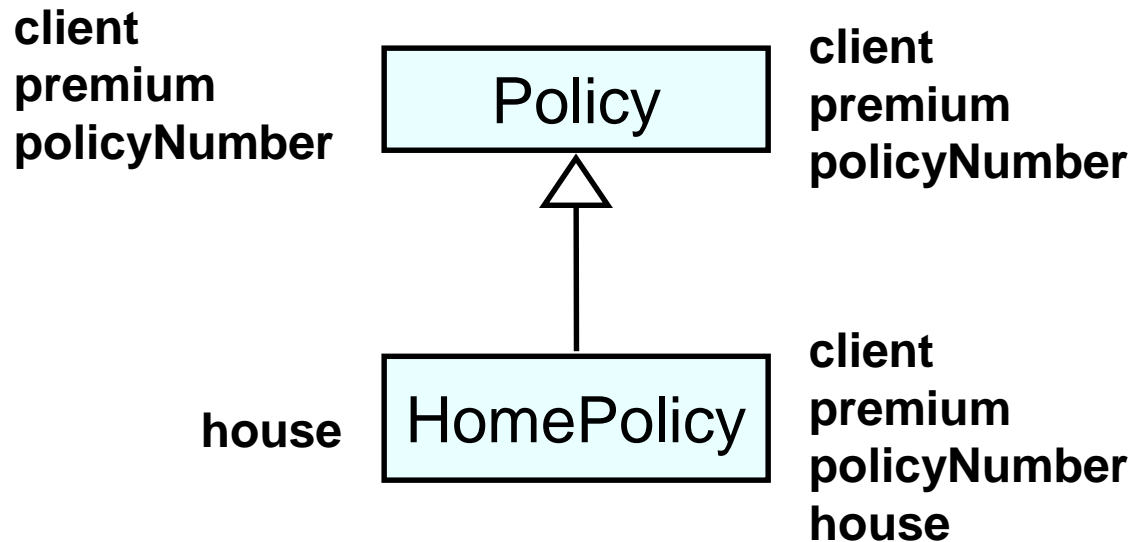 client
premium
policyNumber
Policy
client
premium
policyNumber
house
HomePolicy
client
premium
policyNumber
house